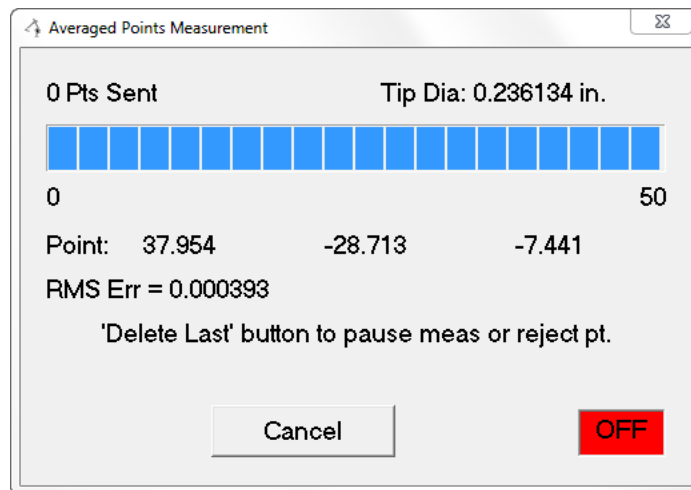 Averaged Points Measurement
0 Pts Sent Tip Dia: 0.236134 in.
0 50
Point: 37.954 -28.713 -7.441
RMS Err = 0.000393
'Delete Last' button to pause meas or reject pt.
Cancel OFF